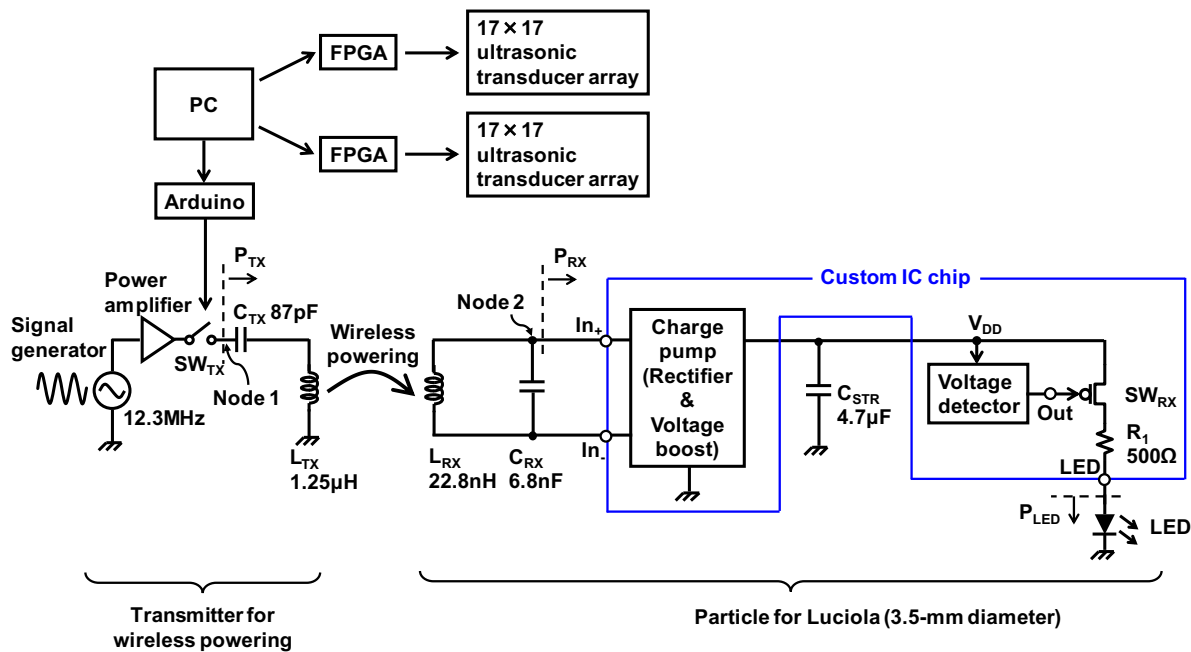 17 × 17
ultrasonic
transducer array
FPGA
PC
17 × 17
ultrasonic
transducer array
FPGA
Arduino
P_TX
P_RX
Custom IC chip
Power
amplifier
C_TX 87pF
Node 2
In+
Charge
pump
(Rectifier
&
Voltage
boost)
V_DD
Signal
generator
Wireless
powering
SW_TX
Node 1
12.3MHz
Voltage
detector
Out
SW_RX
C_STR
4.7μF
R_1
500Ω
L_TX
1.25μH
L_RX
22.8nH
C_RX
6.8nF
In-
LED
P_LED
LED
Transmitter for
wireless powering
Particle for Luciola (3.5-mm diameter)